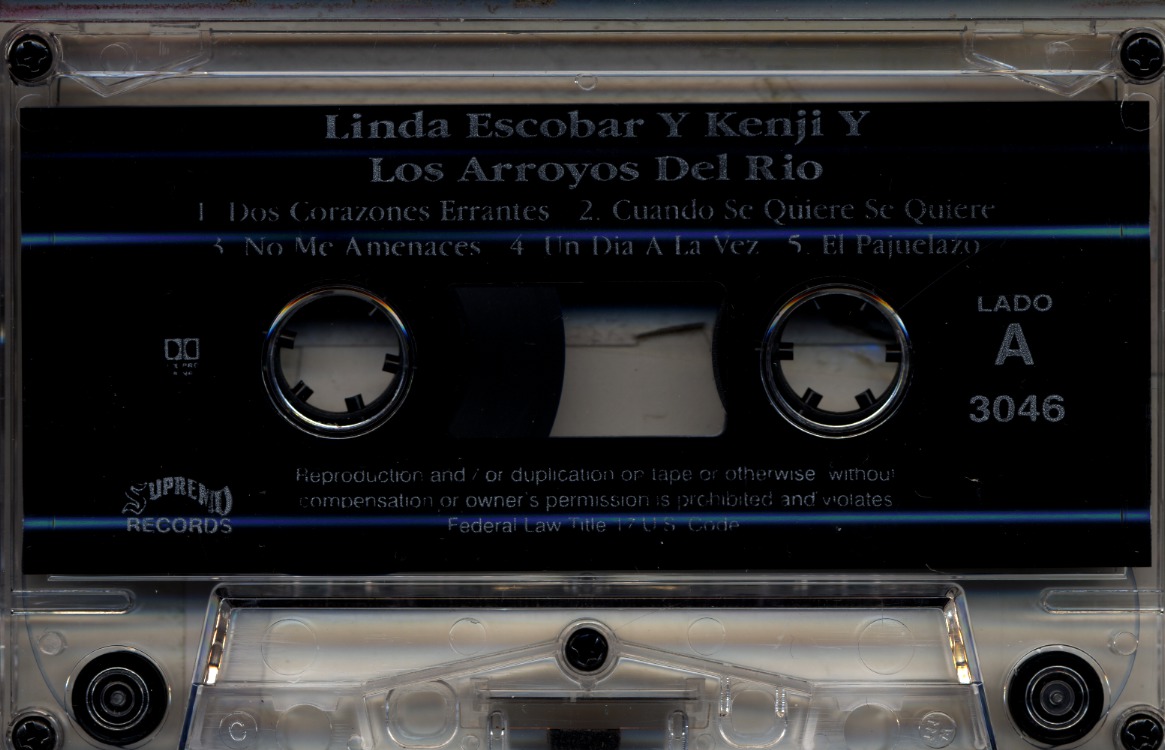 Linda Escobar Y Kenji Y
Los Arroyos Del Rio
1 Dos Corazones Errantes 2. Cuando Se Quiere Se Quiere
3 No Me Amenaces 4 Un Dia A La Vez 5. El Pajuelazo
LADO
A
3046
SUPREMO
RECORDS
Reproduction and / or duplication on tape or otherwise without
compensation or owner's permission is prohibited and violates
Federal Law Title 17 U.S. Code